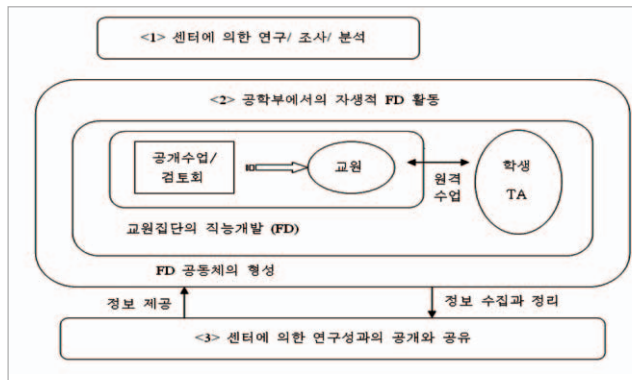 <1> 센터에 의한 연구/ 조사/ 분석
<2> 공학부에서의 자생적 FD 활동
공개수업/
검토회
교원
원격
수업
학생
TA
교원집단의 직능개발 (FD)
FD 공동체의 형성
정보 제공
정보 수집과 정리
<3> 센터에 의한 연구성과의 공개와 공유